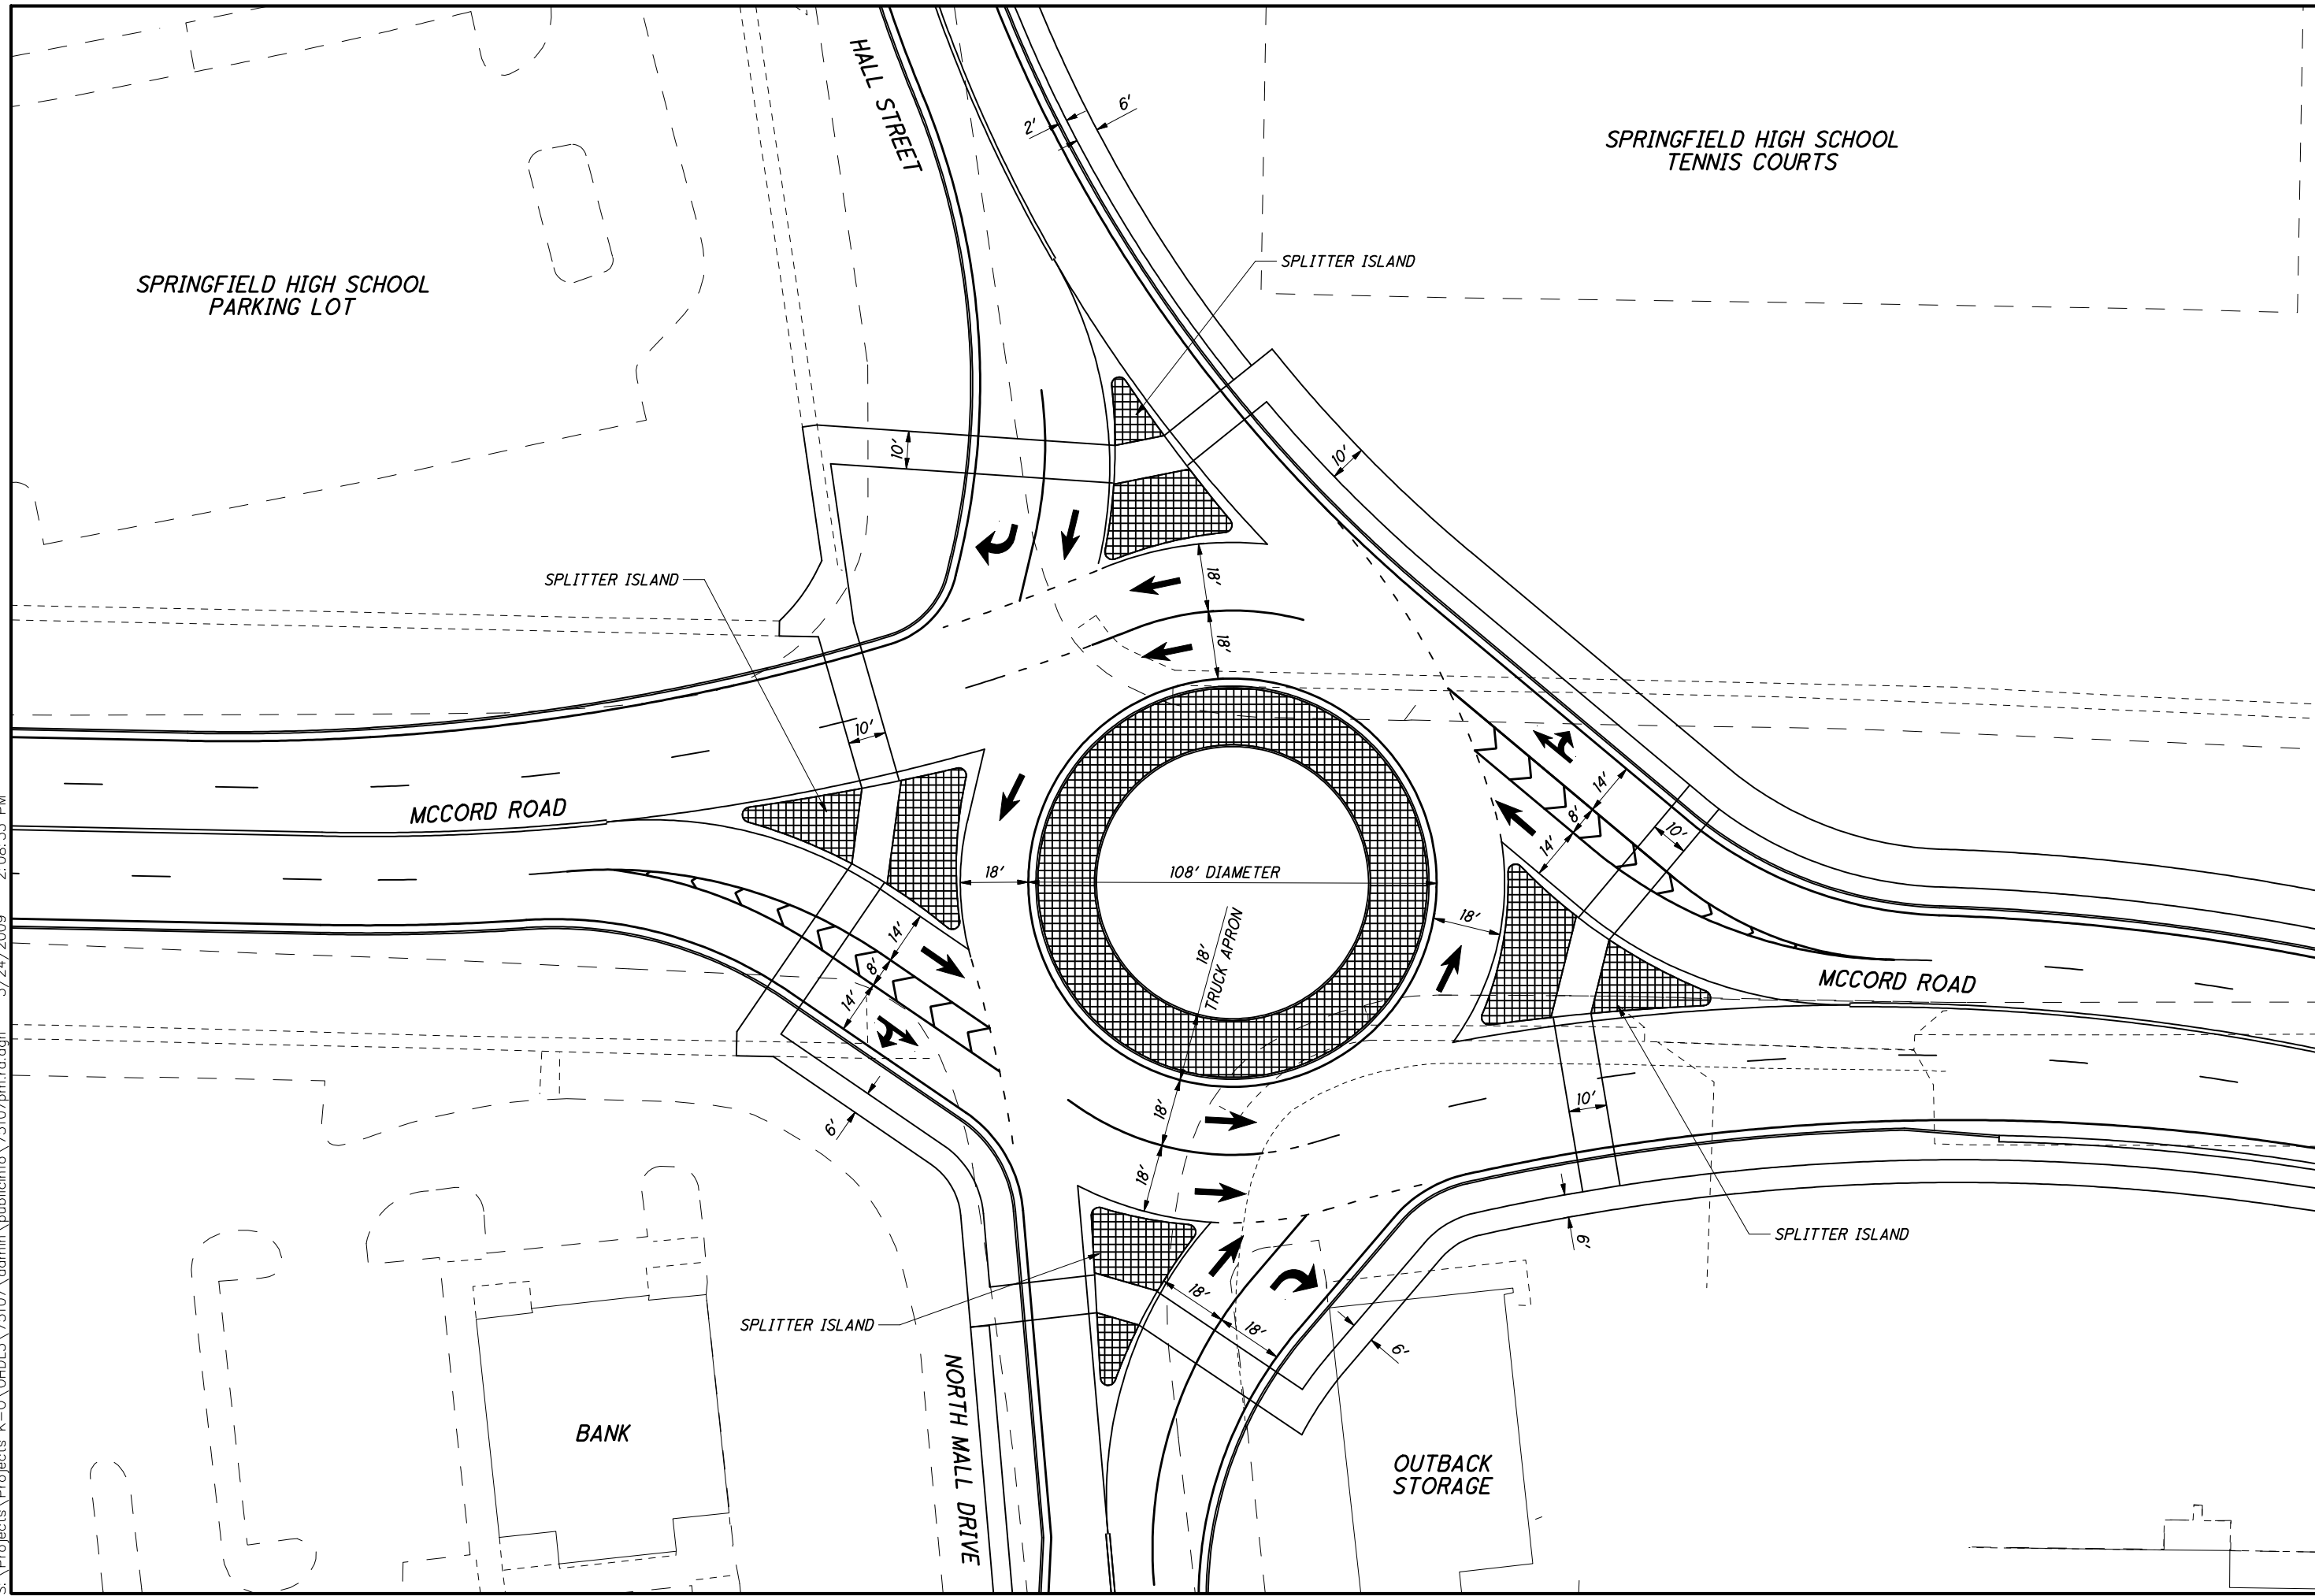 HALL STREET
6'
2'
SPRINGFIELD HIGH SCHOOL
TENNIS COURTS
SPLITTER ISLAND
SPRINGFIELD HIGH SCHOOL
PARKING LOT
10'
10'
SPLITTER ISLAND
18'
18'
10'
MCCORD ROAD
14'
8'
14'
10'
18'
108' DIAMETER
18'
14'
8'
14'
18'
TRUCK APRON
MCCORD ROAD
6'
18'
18'
10'
6'
SPLITTER ISLAND
SPLITTER ISLAND
18'
18'
6'
NORTH MALL DRIVE
BANK
OUTBACK
STORAGE